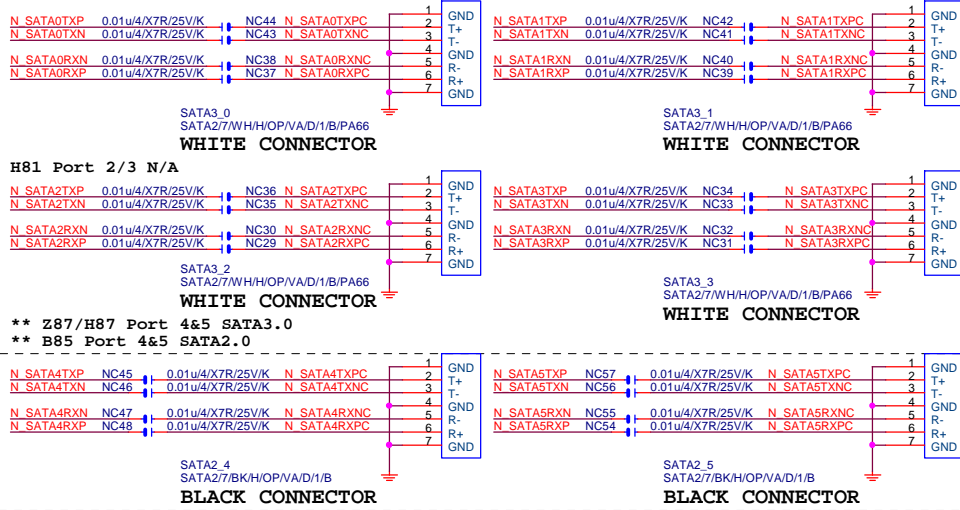 1 GND 1 GND
N_SATA0TXP 0.01u/4/X7R/25V/K NC44 N_SATA0TXPC 2 T+ N_SATA1TXP 0.01u/4/X7R/25V/K NC42 N_SATA1TXPC 2 T+
N_SATA0TXN 0.01u/4/X7R/25V/K NC43 N_SATA0TXNC 3 T- N_SATA1TXN 0.01u/4/X7R/25V/K NC41 N_SATA1TXNC 3 T-
4 GND 4 GND
N_SATA0RXN 0.01u/4/X7R/25V/K NC38 N_SATA0RXNC 5 R- N_SATA1RXN 0.01u/4/X7R/25V/K NC40 N_SATA1RXNC 5 R-
N_SATA0RXP 0.01u/4/X7R/25V/K NC37 N_SATA0RXPC 6 R+ N_SATA1RXP 0.01u/4/X7R/25V/K NC39 N_SATA1RXPC 6 R+
7 GND 7 GND
SATA3_0 SATA3_1
SATA2/7/WH/H/OP/VA/D/1/B/PA66 SATA2/7/WH/H/OP/VA/D/1/B/PA66
WHITE CONNECTOR WHITE CONNECTOR
H81 Port 2/3 N/A
1 GND 1 GND
N_SATA2TXP 0.01u/4/X7R/25V/K NC36 N_SATA2TXPC 2 T+ N_SATA3TXP 0.01u/4/X7R/25V/K NC34 N_SATA3TXPC 2 T+
N_SATA2TXN 0.01u/4/X7R/25V/K NC35 N_SATA2TXNC 3 T- N_SATA3TXN 0.01u/4/X7R/25V/K NC33 N_SATA3TXNC 3 T-
4 GND 4 GND
N_SATA2RXN 0.01u/4/X7R/25V/K NC30 N_SATA2RXNC 5 R- N_SATA3RXN 0.01u/4/X7R/25V/K NC32 N_SATA3RXNC 5 R-
N_SATA2RXP 0.01u/4/X7R/25V/K NC29 N_SATA2RXPC 6 R+ N_SATA3RXP 0.01u/4/X7R/25V/K NC31 N_SATA3RXPC 6 R+
7 GND 7 GND
SATA3_2 SATA3_3
SATA2/7/WH/H/OP/VA/D/1/B/PA66 SATA2/7/WH/H/OP/VA/D/1/B/PA66
WHITE CONNECTOR WHITE CONNECTOR
** Z87/H87 Port 4&5 SATA3.0
** B85 Port 4&5 SATA2.0
1 GND 1 GND
N_SATA4TXP NC45 0.01u/4/X7R/25V/K N_SATA4TXPC 2 T+ N_SATA5TXP NC57 0.01u/4/X7R/25V/K N_SATA5TXPC 2 T+
N_SATA4TXN NC46 0.01u/4/X7R/25V/K N_SATA4TXNC 3 T- N_SATA5TXN NC56 0.01u/4/X7R/25V/K N_SATA5TXNC 3 T-
4 GND 4 GND
N_SATA4RXN NC47 0.01u/4/X7R/25V/K N_SATA4RXNC 5 R- N_SATA5RXN NC55 0.01u/4/X7R/25V/K N_SATA5RXNC 5 R-
N_SATA4RXP NC48 0.01u/4/X7R/25V/K N_SATA4RXPC 6 R+ N_SATA5RXP NC54 0.01u/4/X7R/25V/K N_SATA5RXPC 6 R+
7 GND 7 GND
SATA2_4 SATA2_5
SATA2/7/BK/H/OP/VA/D/1/B SATA2/7/BK/H/OP/VA/D/1/B
BLACK CONNECTOR BLACK CONNECTOR